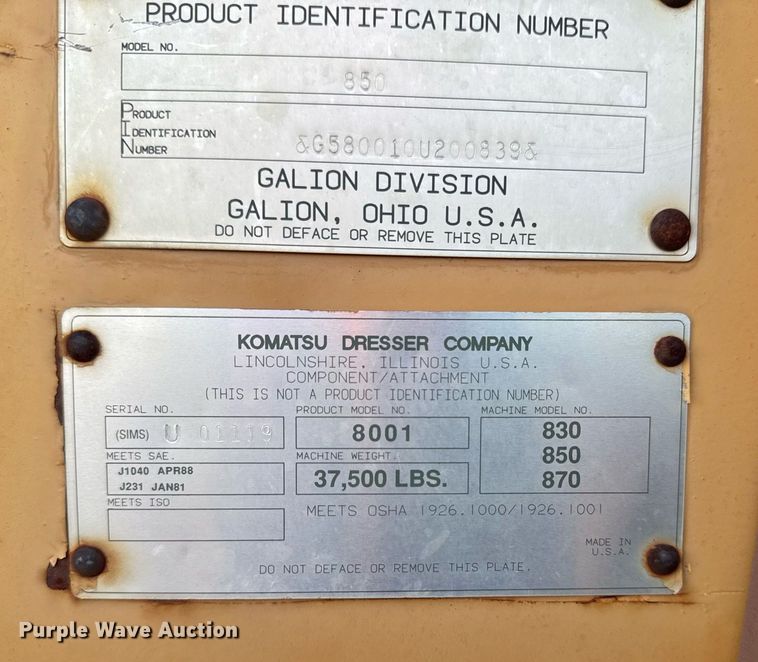 PRODUCT IDENTIFICATION NUMBER
MODEL NO.
850
PRODUCT
IDENTIFICATION
NUMBER
&G580010U200839&
GALION DIVISION
GALION, OHIO U.S.A.
DO NOT DEFACE OR REMOVE THIS PLATE
KOMATSU DRESSER COMPANY
LINCOLNSHIRE, ILLINOIS U.S.A.
COMPONENT/ATTACHMENT
(THIS IS NOT A PRODUCT IDENTIFICATION NUMBER)
SERIAL NO.
(SIMS) U 01119
PRODUCT MODEL NO.
8001
MACHINE MODEL NO.
830
850
870
MEETS SAE.
J1040 APR88
J231 JAN81
MACHINE WEIGHT.
37,500 LBS.
MEETS ISO
MEETS OSHA 1926.1000/1926.1001
MADE IN
U.S.A.
DO NOT DEFACE OR REMOVE THIS PLATE.
Purple Wave Auction